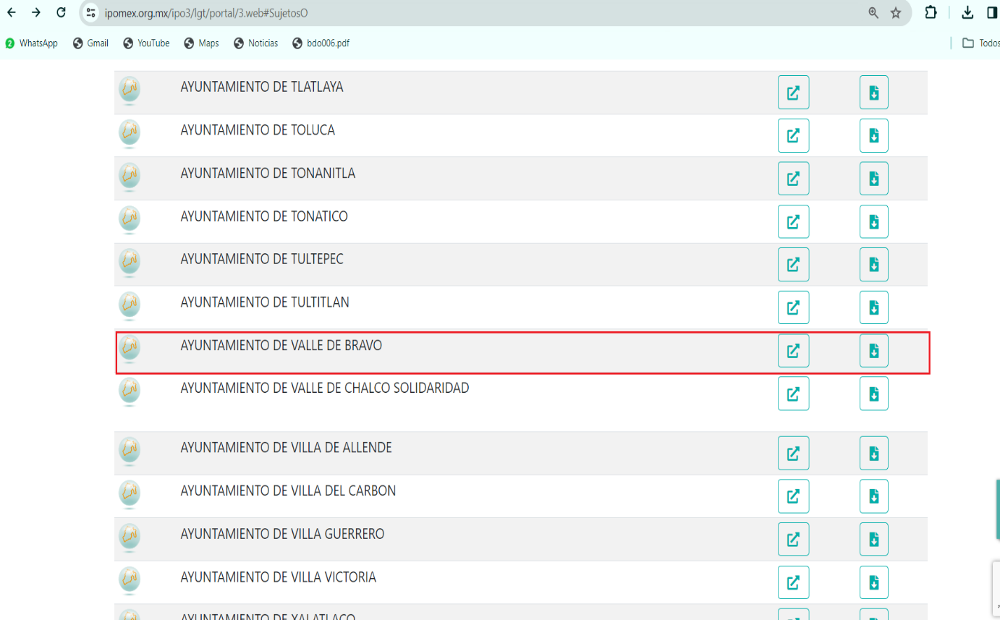 ipomex.org.mx/ipo3/lgt/portal/3.web#SujetosO
2 WhatsApp Gmail YouTube Maps Noticias bdo006.pdf Todos
AYUNTAMIENTO DE TLATLAYA
AYUNTAMIENTO DE TOLUCA
AYUNTAMIENTO DE TONANITLA
AYUNTAMIENTO DE TONATICO
AYUNTAMIENTO DE TULTEPEC
AYUNTAMIENTO DE TULTITLAN
AYUNTAMIENTO DE VALLE DE BRAVO
AYUNTAMIENTO DE VALLE DE CHALCO SOLIDARIDAD
AYUNTAMIENTO DE VILLA DE ALLENDE
AYUNTAMIENTO DE VILLA DEL CARBON
AYUNTAMIENTO DE VILLA GUERRERO
AYUNTAMIENTO DE VILLA VICTORIA
AYUNTAMIENTO DE XALATLACO